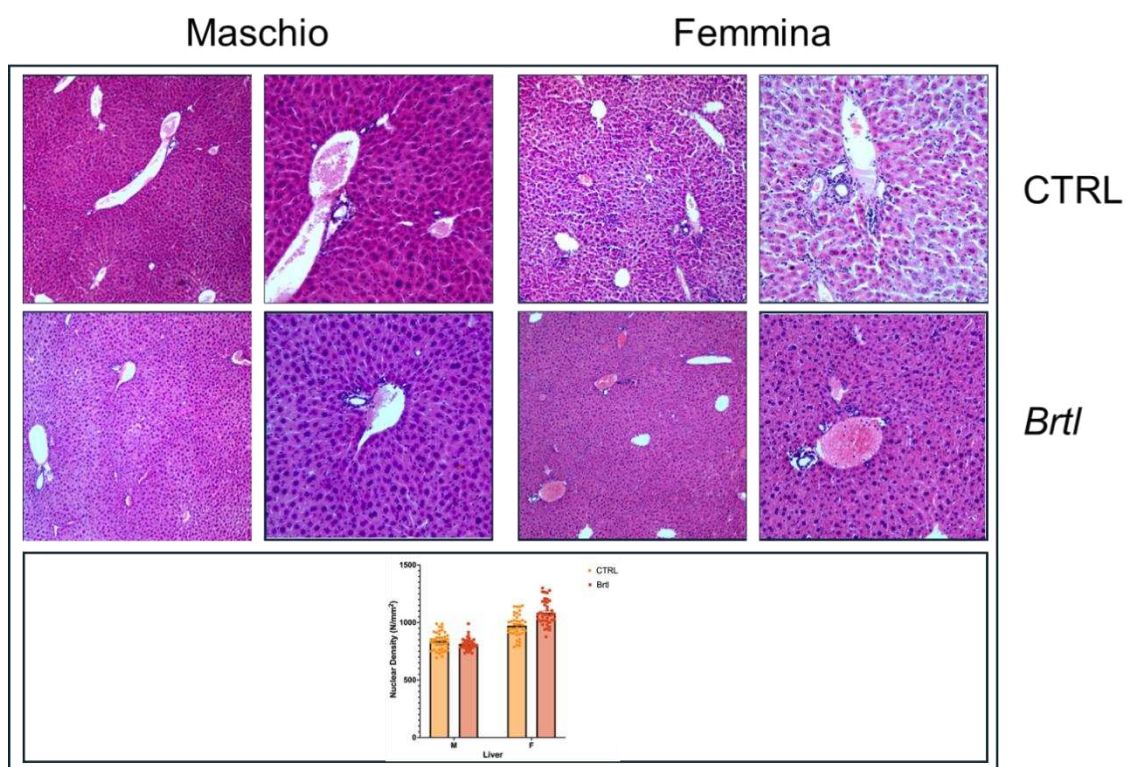 Maschio
Femmina
CTRL
Brtl
1500
1000
500
0
Nuclear Density (N/mm²)
M
F
Liver
CTRL
Brtl